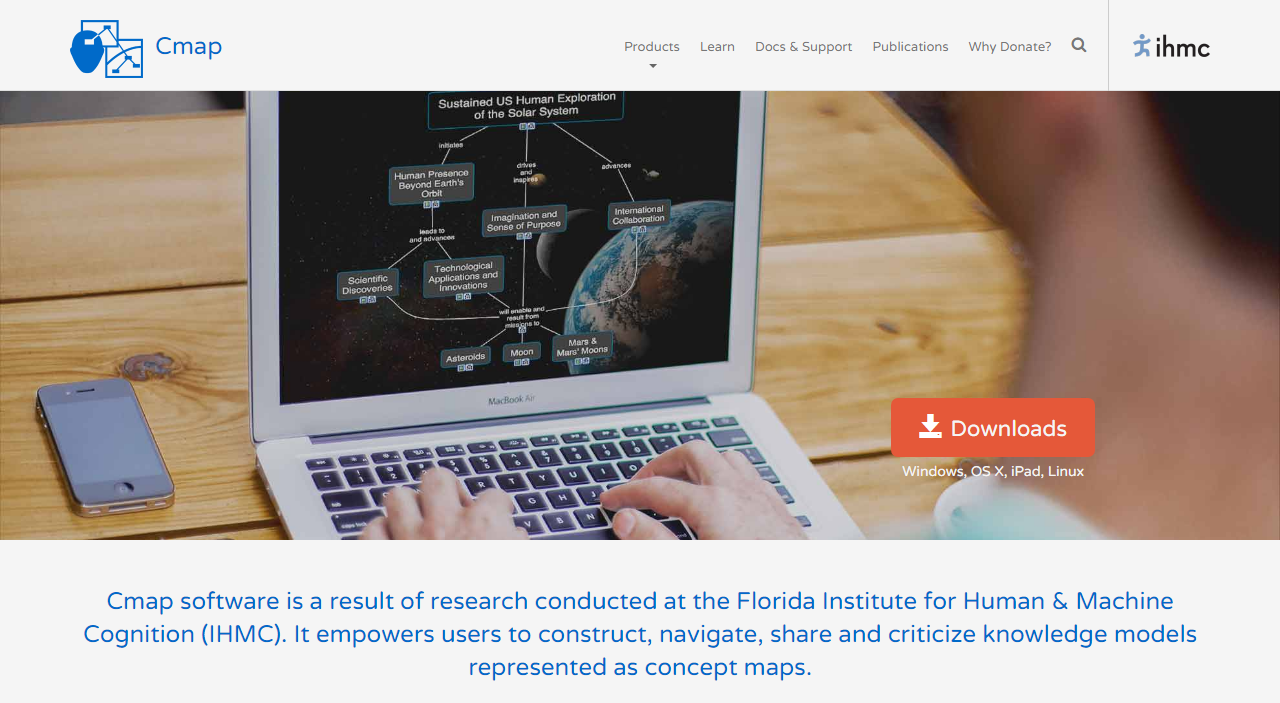 Cmap
Products
Learn
Docs & Support
Publications
Why Donate?
ihmc
Sustained US Human Exploration
of the Solar System
initiates
drives
and
inspires
advances
Human Presence
Beyond Earth's
Orbit
Imagination and
Sense of Purpose
International
Collaboration
leads to
and advances
Scientific
Discoveries
Technological
Applications and
Innovations
will enable and
result from
missions to
Asteroids
Moon
Mars &
Mars' Moons
MacBook Air
Downloads
Windows, OS X, iPad, Linux
Cmap software is a result of research conducted at the Florida Institute for Human & Machine
Cognition (IHMC). It empowers users to construct, navigate, share and criticize knowledge models
represented as concept maps.